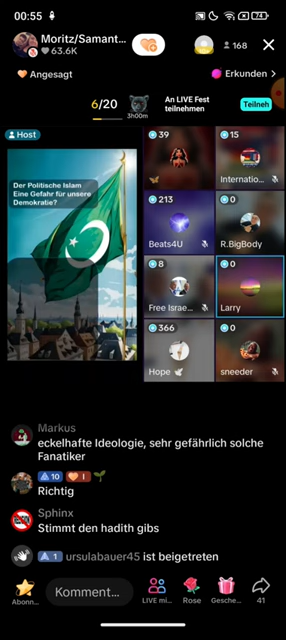 00:55
74
Moritz/Samant...
63.6K
168
Angesagt
Erkunden >
6/20
3h00m
An LIVE Fest
teilnehmen
Teilneh
Host
Der Politische Islam
Eine Gefahr für unsere
Demokratie?
39
15
Internatio...
213
Beats4U
0
R.BigBody
8
Free Israe...
0
Larry
366
Hope
0
sneeder
Markus
eckelhafte Ideologie, sehr gefährlich solche
Fanatiker
10 I
Richtig
Sphinx
Stimmt den hadith gibs
1 ursulabauer45 ist beigetreten
Abonn...
Kommen...
LIVE mi...
Rose
Gesche...
41